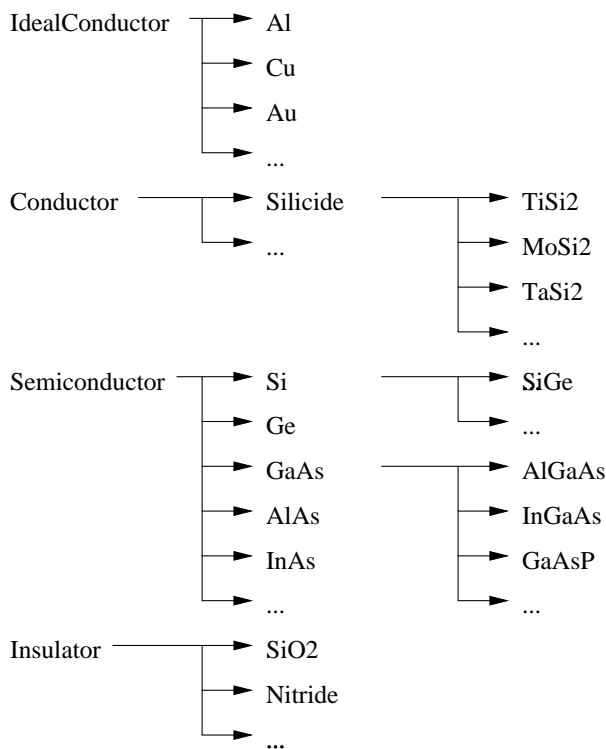 IdealConductor Al
Cu
Au
...
Conductor Silicide TiSi2
... MoSi2
TaSi2
...
Semiconductor Si SiGe
Ge ...
GaAs AlGaAs
AlAs InGaAs
InAs GaAsP
... ...
Insulator SiO2
Nitride
...